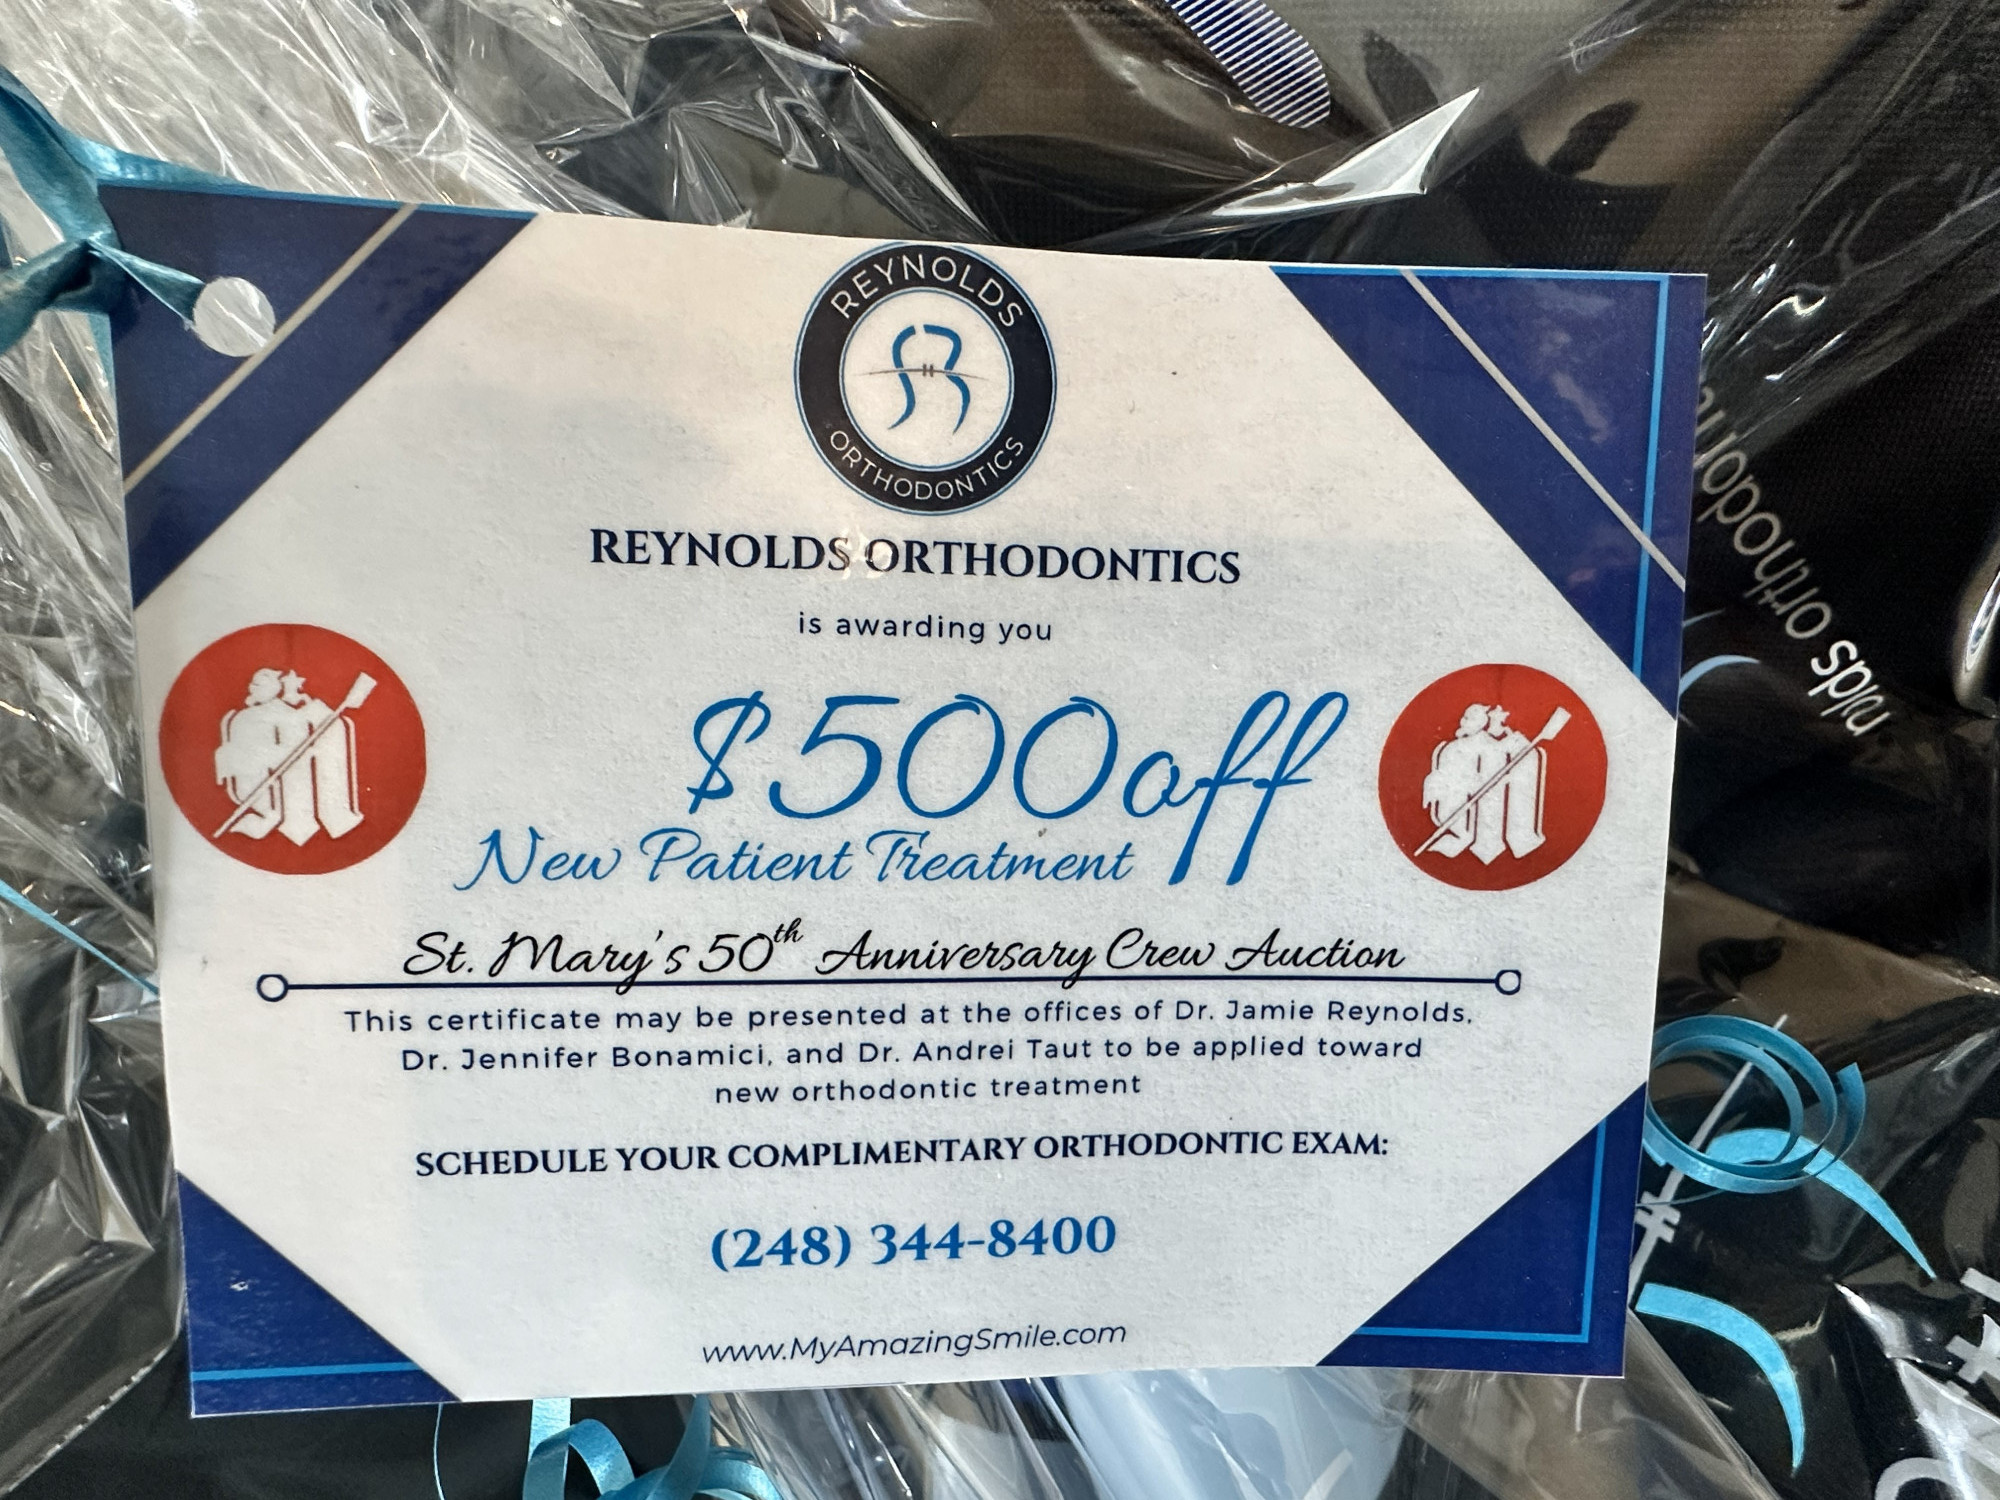 REYNOLDS
ORTHODONTICS
REYNOLDS ORTHODONTICS
is awarding you
$500 off
New Patient Treatment
St. Mary's 50th Anniversary Crew Auction
This certificate may be presented at the offices of Dr. Jamie Reynolds,
Dr. Jennifer Bonamici, and Dr. Andrei Taut to be applied toward
new orthodontic treatment
SCHEDULE YOUR COMPLIMENTARY ORTHODONTIC EXAM:
(248) 344-8400
www.MyAmazingSmile.com